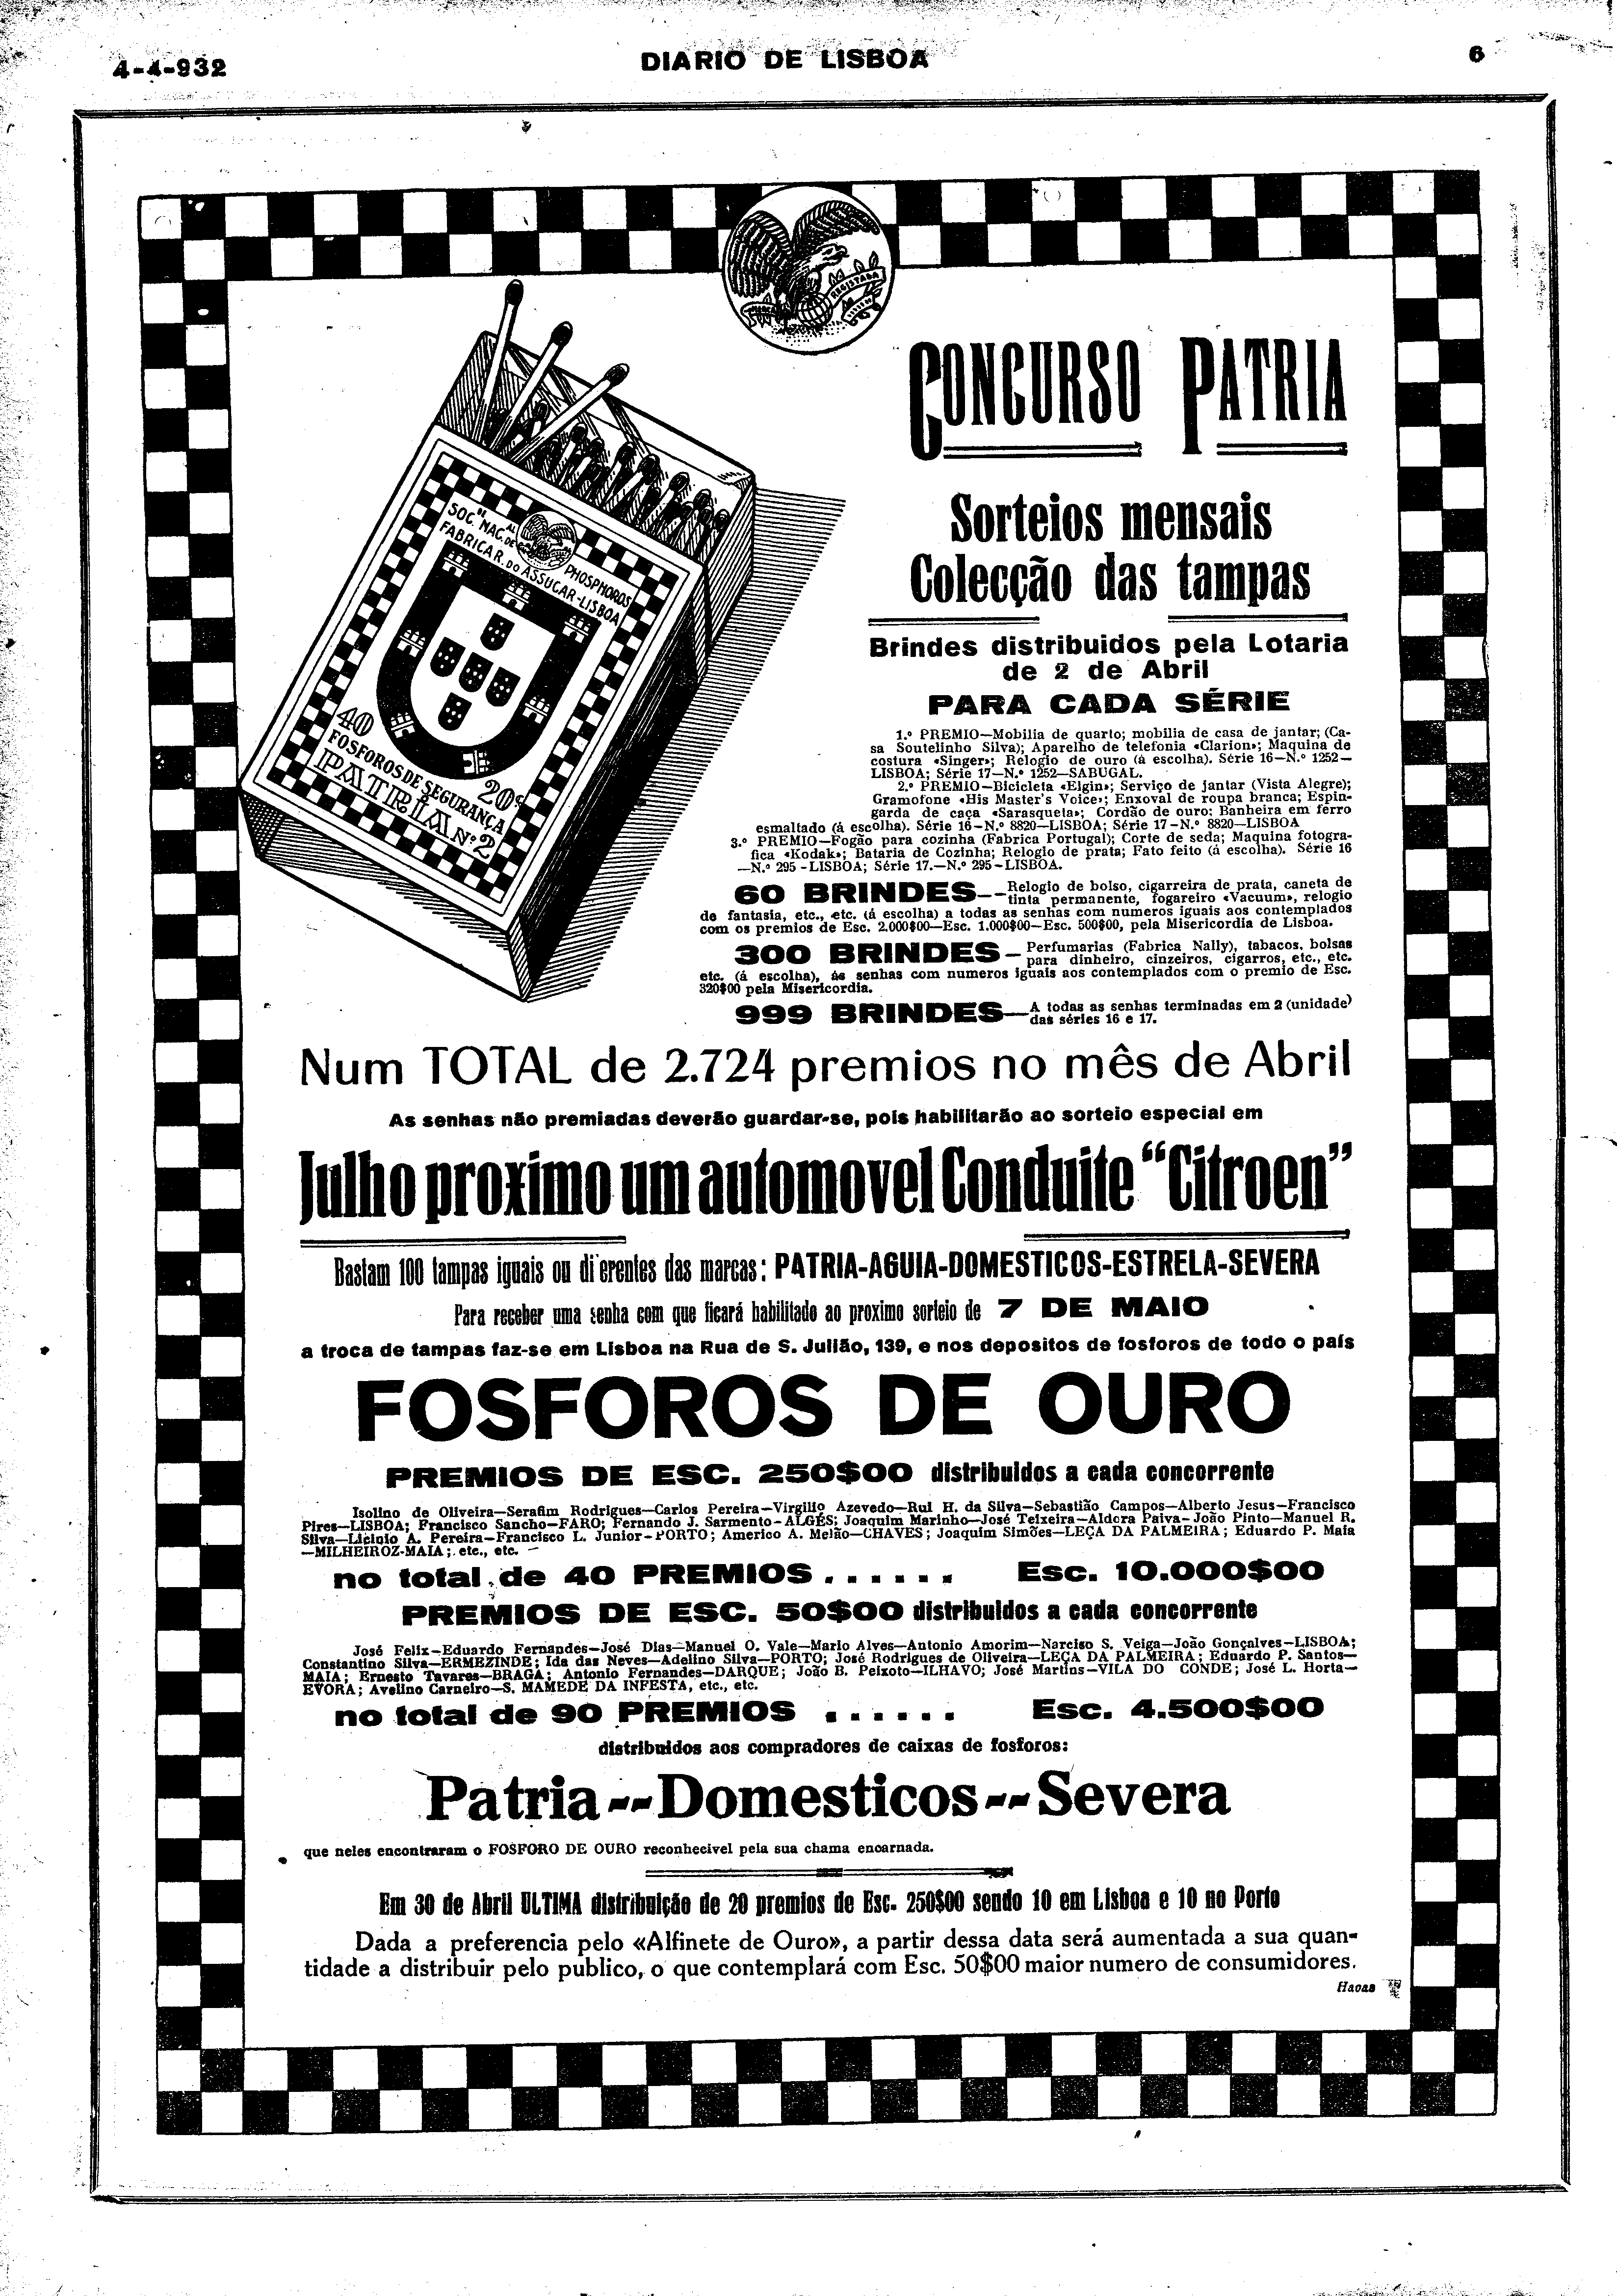 4-4-932
DIARIO DE LISBOA
6
REGISTADA
CONCURSO PATRIA
SOC. NAC. DE PHOSPHOROS
FABRICA R. DO ASSUCAR-LISBOA
40
FOSFOROS DE SEGURANÇA
20c
PATRIA Nº 2
Sorteios mensais
Colecção das tampas
Brindes distribuidos pela Lotaria
de 2 de Abril
PARA CADA SÉRIE
1.º PREMIO—Mobilia de quarto; mobilia de casa de jantar; (Ca-
sa Soutelinho Silva); Aparelho de telefonia «Clarion»; Maquina de
costura «Singer»; Relogio de ouro (á escolha). Série 16—N.º 1252—
LISBOA; Série 17—N.º 1252—SABUGAL.
2.º PREMIO—Bicicleta «Elgin»; Serviço de jantar (Vista Alegre);
Gramofone «His Master's Voice»; Enxoval de roupa branca; Espin-
garda de caça «Sarasqueta»; Cordão de ouro; Banheira em ferro
esmaltado (á escolha). Série 16-N.º 8820—LISBOA; Série 17-N.º 8820—LISBOA
3.º PREMIO—Fogão para cozinha (Fabrica Portugal); Corte de seda; Maquina fotogra-
fica «Kodak»; Bataria de Cozinha; Relogio de prata; Fato feito (á escolha). Série 16
—N.º 295-LISBOA; Série 17.—N.º 295-LISBOA.
60 BRINDES--Relogio de bolso, cigarreira de prata, caneta de
tinta permanente, fogareiro «Vacuum», relogio
de fantasia, etc., etc. (á escolha) a todas as senhas com numeros iguais aos contemplados
com os premios de Esc. 2.000$00—Esc. 1.000$00—Esc. 500$00, pela Misericordia de Lisboa.
300 BRINDES—Perfumarias (Fabrica Nally), tabacos, bolsas
para dinheiro, cinzeiros, cigarros, etc., etc.
etc. (á escolha), ás senhas com numeros iguais aos contemplados com o premio de Esc.
320$00 pela Misericordia.
999 BRINDES—A todas as senhas terminadas em 2 (unidade)
das séries 16 e 17.
Num TOTAL de 2.724 premios no mês de Abril
As senhas não premiadas deverão guardar-se, pois habilitarão ao sorteio especial em
Julho proximo um automovel Conduite "Citroen"
Bastam 100 tampas iguais ou di erentes das marcas: PATRIA-AGUIA-DOMESTICOS-ESTRELA-SEVERA
Para receber uma senha com que ficará habilitado ao proximo sorteio de 7 DE MAIO
a troca de tampas faz-se em Lisboa na Rua de S. Julião, 139, e nos depositos de fosforos de todo o país
FOSFOROS DE OURO
PREMIOS DE ESC. 250$00 distribuidos a cada concorrente
Isolino de Oliveira—Serafim Rodrigues—Carlos Pereira—Virgilio Azevedo—Rui H. da Silva—Sebastião Campos—Alberto Jesus—Francisco
Pires—LISBOA; Francisco Sancho—FARO; Fernando J. Sarmento-ALGÉS; Joaquim Marinho—José Teixeira—Aldora Paiva-João Pinto—Manuel R.
Silva—Licinio A. Pereira—Francisco L. Junior-PORTO; Americo A. Melão—CHAVES; Joaquim Simões—LEÇA DA PALMEIRA; Eduardo P. Maia
—MILHEIROZ-MAIA; etc., etc.
no total de 40 PREMIOS...... Esc. 10.000$00
PREMIOS DE ESC. 50$00 distribuidos a cada concorrente
José Felix—Eduardo Fernandes—José Dias—Manuel O. Vale—Mario Alves—Antonio Amorim—Narciso S. Veiga—João Gonçalves—LISBOA;
Constantino Silva—ERMEZINDE; Ida das Neves—Adelino Silva—PORTO; José Rodrigues de Oliveira—LEÇA DA PALMEIRA; Eduardo P. Santos—
MAIA; Ernesto Tavares—BRAGA; Antonio Fernandes—DARQUE; João B. Peixoto—ILHAVO; José Martins-VILA DO CONDE; José L. Horta—
EVORA; Avelino Carneiro—S. MAMEDE DA INFESTA, etc., etc.
no total de 90 PREMIOS ...... Esc. 4.500$00
distribuidos aos compradores de caixas de fosforos:
Patria--Domesticos--Severa
que neles encontraram o FOSFORO DE OURO reconhecivel pela sua chama encarnada.
Em 30 de Abril ULTIMA distribuição de 20 premios de Esc. 250$00 sendo 10 em Lisboa e 10 no Porto
Dada a preferencia pelo «Alfinete de Ouro», a partir dessa data será aumentada a sua quan-
tidade a distribuir pelo publico, o que contemplará com Esc. 50$00 maior numero de consumidores.
Havas